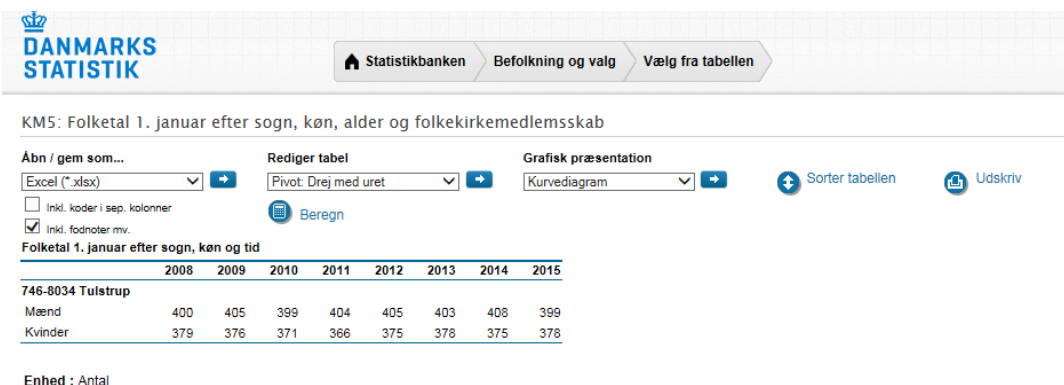 DANMARKS
STATISTIK
Statistikbanken Befolkning og valg Vælg fra tabellen
KM5: Folketal 1. januar efter sogn, køn, alder og folkekirkemedlemsskab
Åbn / gem som... Rediger tabel Grafisk præsentation
Excel (*.xlsx) Pivot: Drej med uret Kurvediagram Sorter tabellen Udskriv
Inkl. koder i sep. kolonner
Beregn
Inkl. fodnoter mv.
Folketal 1. januar efter sogn, køn og tid
2008 2009 2010 2011 2012 2013 2014 2015
746-8034 Tulstrup
Mænd 400 405 399 404 405 403 408 399
Kvinder 379 376 371 366 375 378 375 378
Enhed : Antal